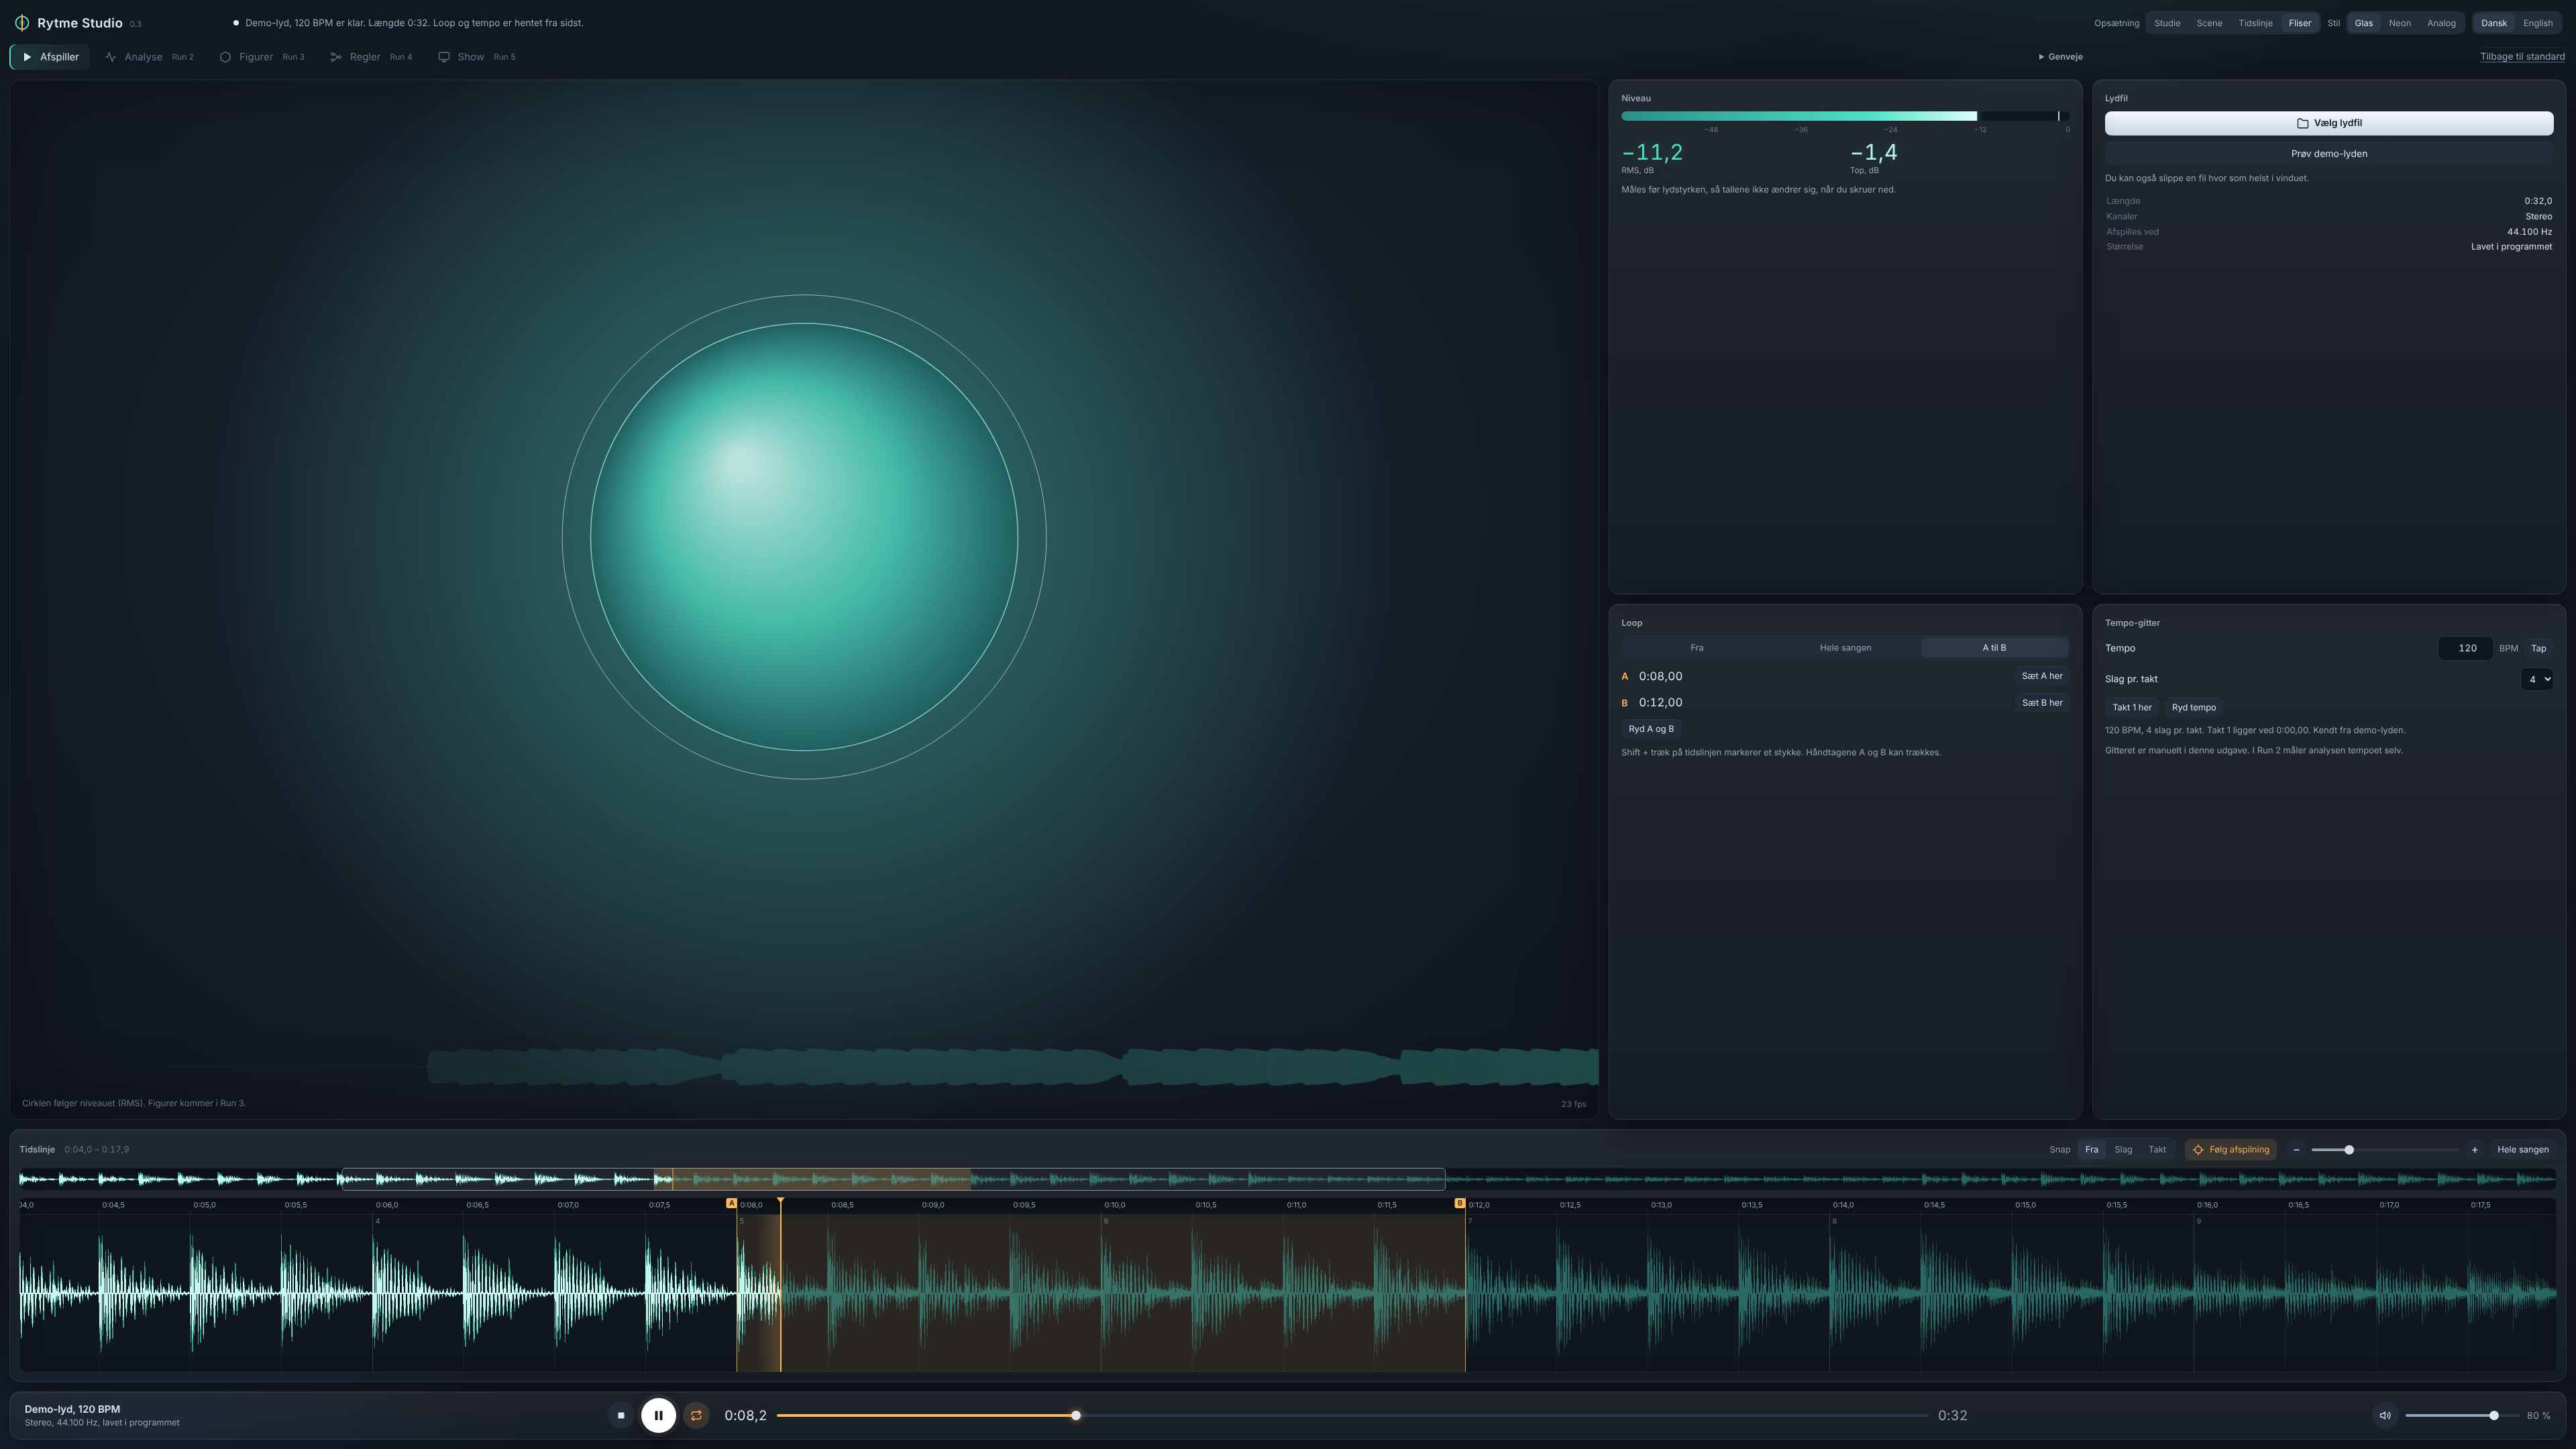 Rytme Studio 0.3
Demo-lyd, 120 BPM er klar. Længde 0:32. Loop og tempo er hentet fra sidst.
Opsætning Studie Scene Tidslinje Fliser Stil Glas Neon Analog Dansk English
Afspiller Analyse Run 2 Figurer Run 3 Regler Run 4 Show Run 5
Genveje
Tilbage til standard
Niveau
−48 −36 −24 −12 0
−11,2 −1,4
RMS, dB Top, dB
Måles før lydstyrken, så tallene ikke ændrer sig, når du skruer ned.
Lydfil
Vælg lydfil
Prøv demo-lyden
Du kan også slippe en fil hvor som helst i vinduet.
Længde 0:32,0
Kanaler Stereo
Afspilles ved 44.100 Hz
Størrelse Lavet i programmet
Loop
Fra Hele sangen A til B
A 0:08,00 Sæt A her
B 0:12,00 Sæt B her
Ryd A og B
Shift + træk på tidslinjen markerer et stykke. Håndtagene A og B kan trækkes.
Tempo-gitter
Tempo 120 BPM Tap
Slag pr. takt 4
Takt 1 her Ryd tempo
120 BPM, 4 slag pr. takt. Takt 1 ligger ved 0:00,00. Kendt fra demo-lyden.
Gitteret er manuelt i denne udgave. I Run 2 måler analysen tempoet selv.
Cirklen følger niveauet (RMS). Figurer kommer i Run 3.
23 fps
Tidslinje 0:04,0 – 0:17,9
Snap Fra Slag Takt Følg afspilning − + Hele sangen
04,0 0:04,5 0:05,0 0:05,5 0:06,0 0:06,5 0:07,0 0:07,5 A 0:08,0 0:08,5 0:09,0 0:09,5 0:10,0 0:10,5 0:11,0 0:11,5 B 0:12,0 0:12,5 0:13,0 0:13,5 0:14,0 0:14,5 0:15,0 0:15,5 0:16,0 0:16,5 0:17,0 0:17,5
4 5 6 7 8 9
Demo-lyd, 120 BPM
Stereo, 44.100 Hz, lavet i programmet
0:08,2 0:32
80 %